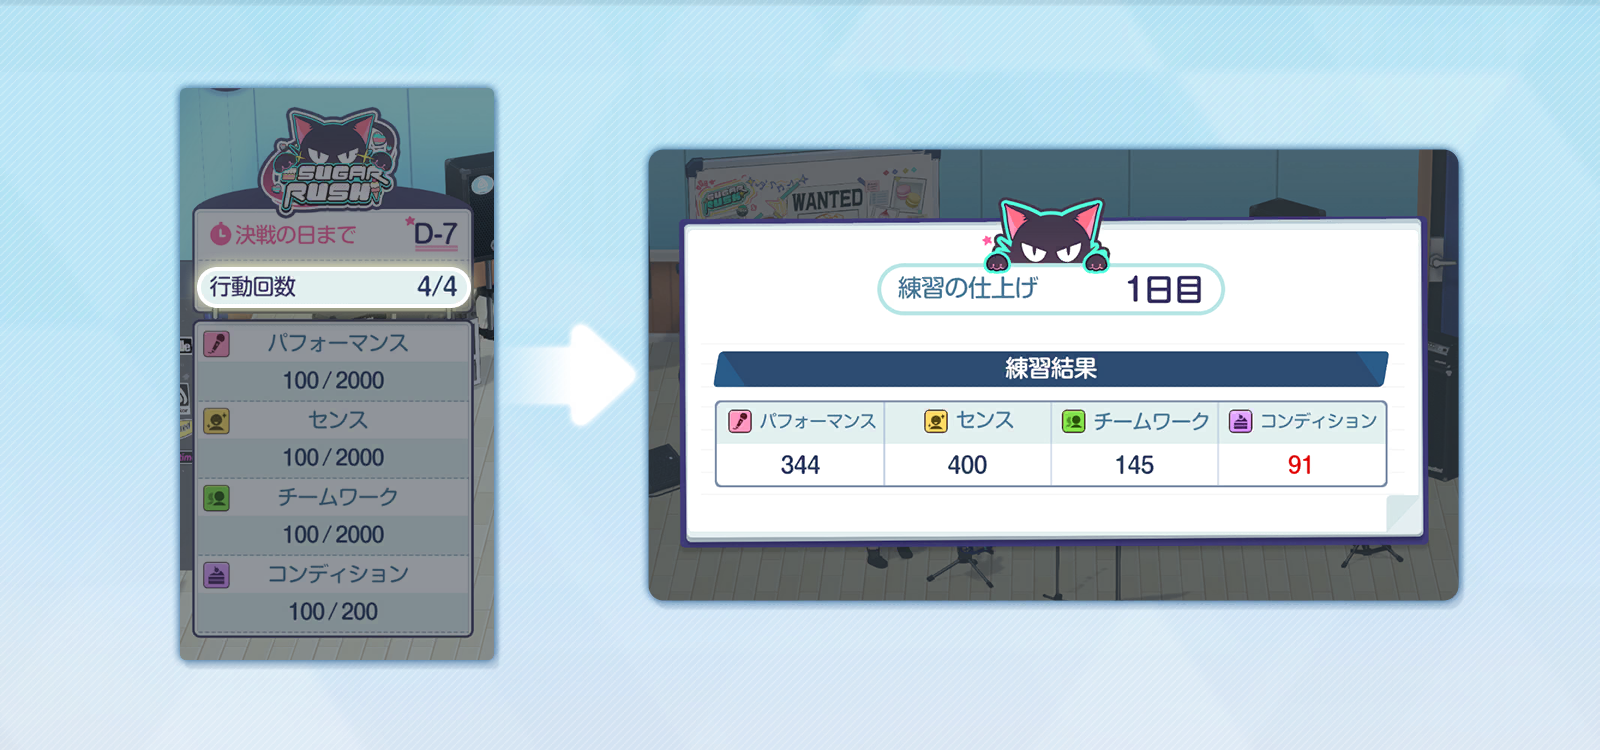 SUGAR
RUSH
決戦の日まで D-7
行動回数 4/4
パフォーマンス
100/2000
センス
100/2000
チームワーク
100/2000
コンディション
100/200
SUGAR
RUSH
WANTED
練習の仕上げ 1日目
練習結果
パフォーマンス センス チームワーク コンディション
344 400 145 91